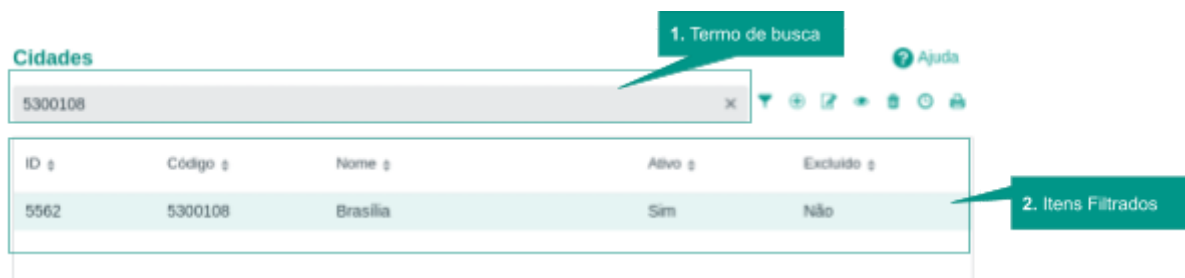 1. Termo de busca
Cidades
Ajuda
5300108
ID Código Nome Ativo Excluído
5562 5300108 Brasília Sim Não
2. Itens Filtrados